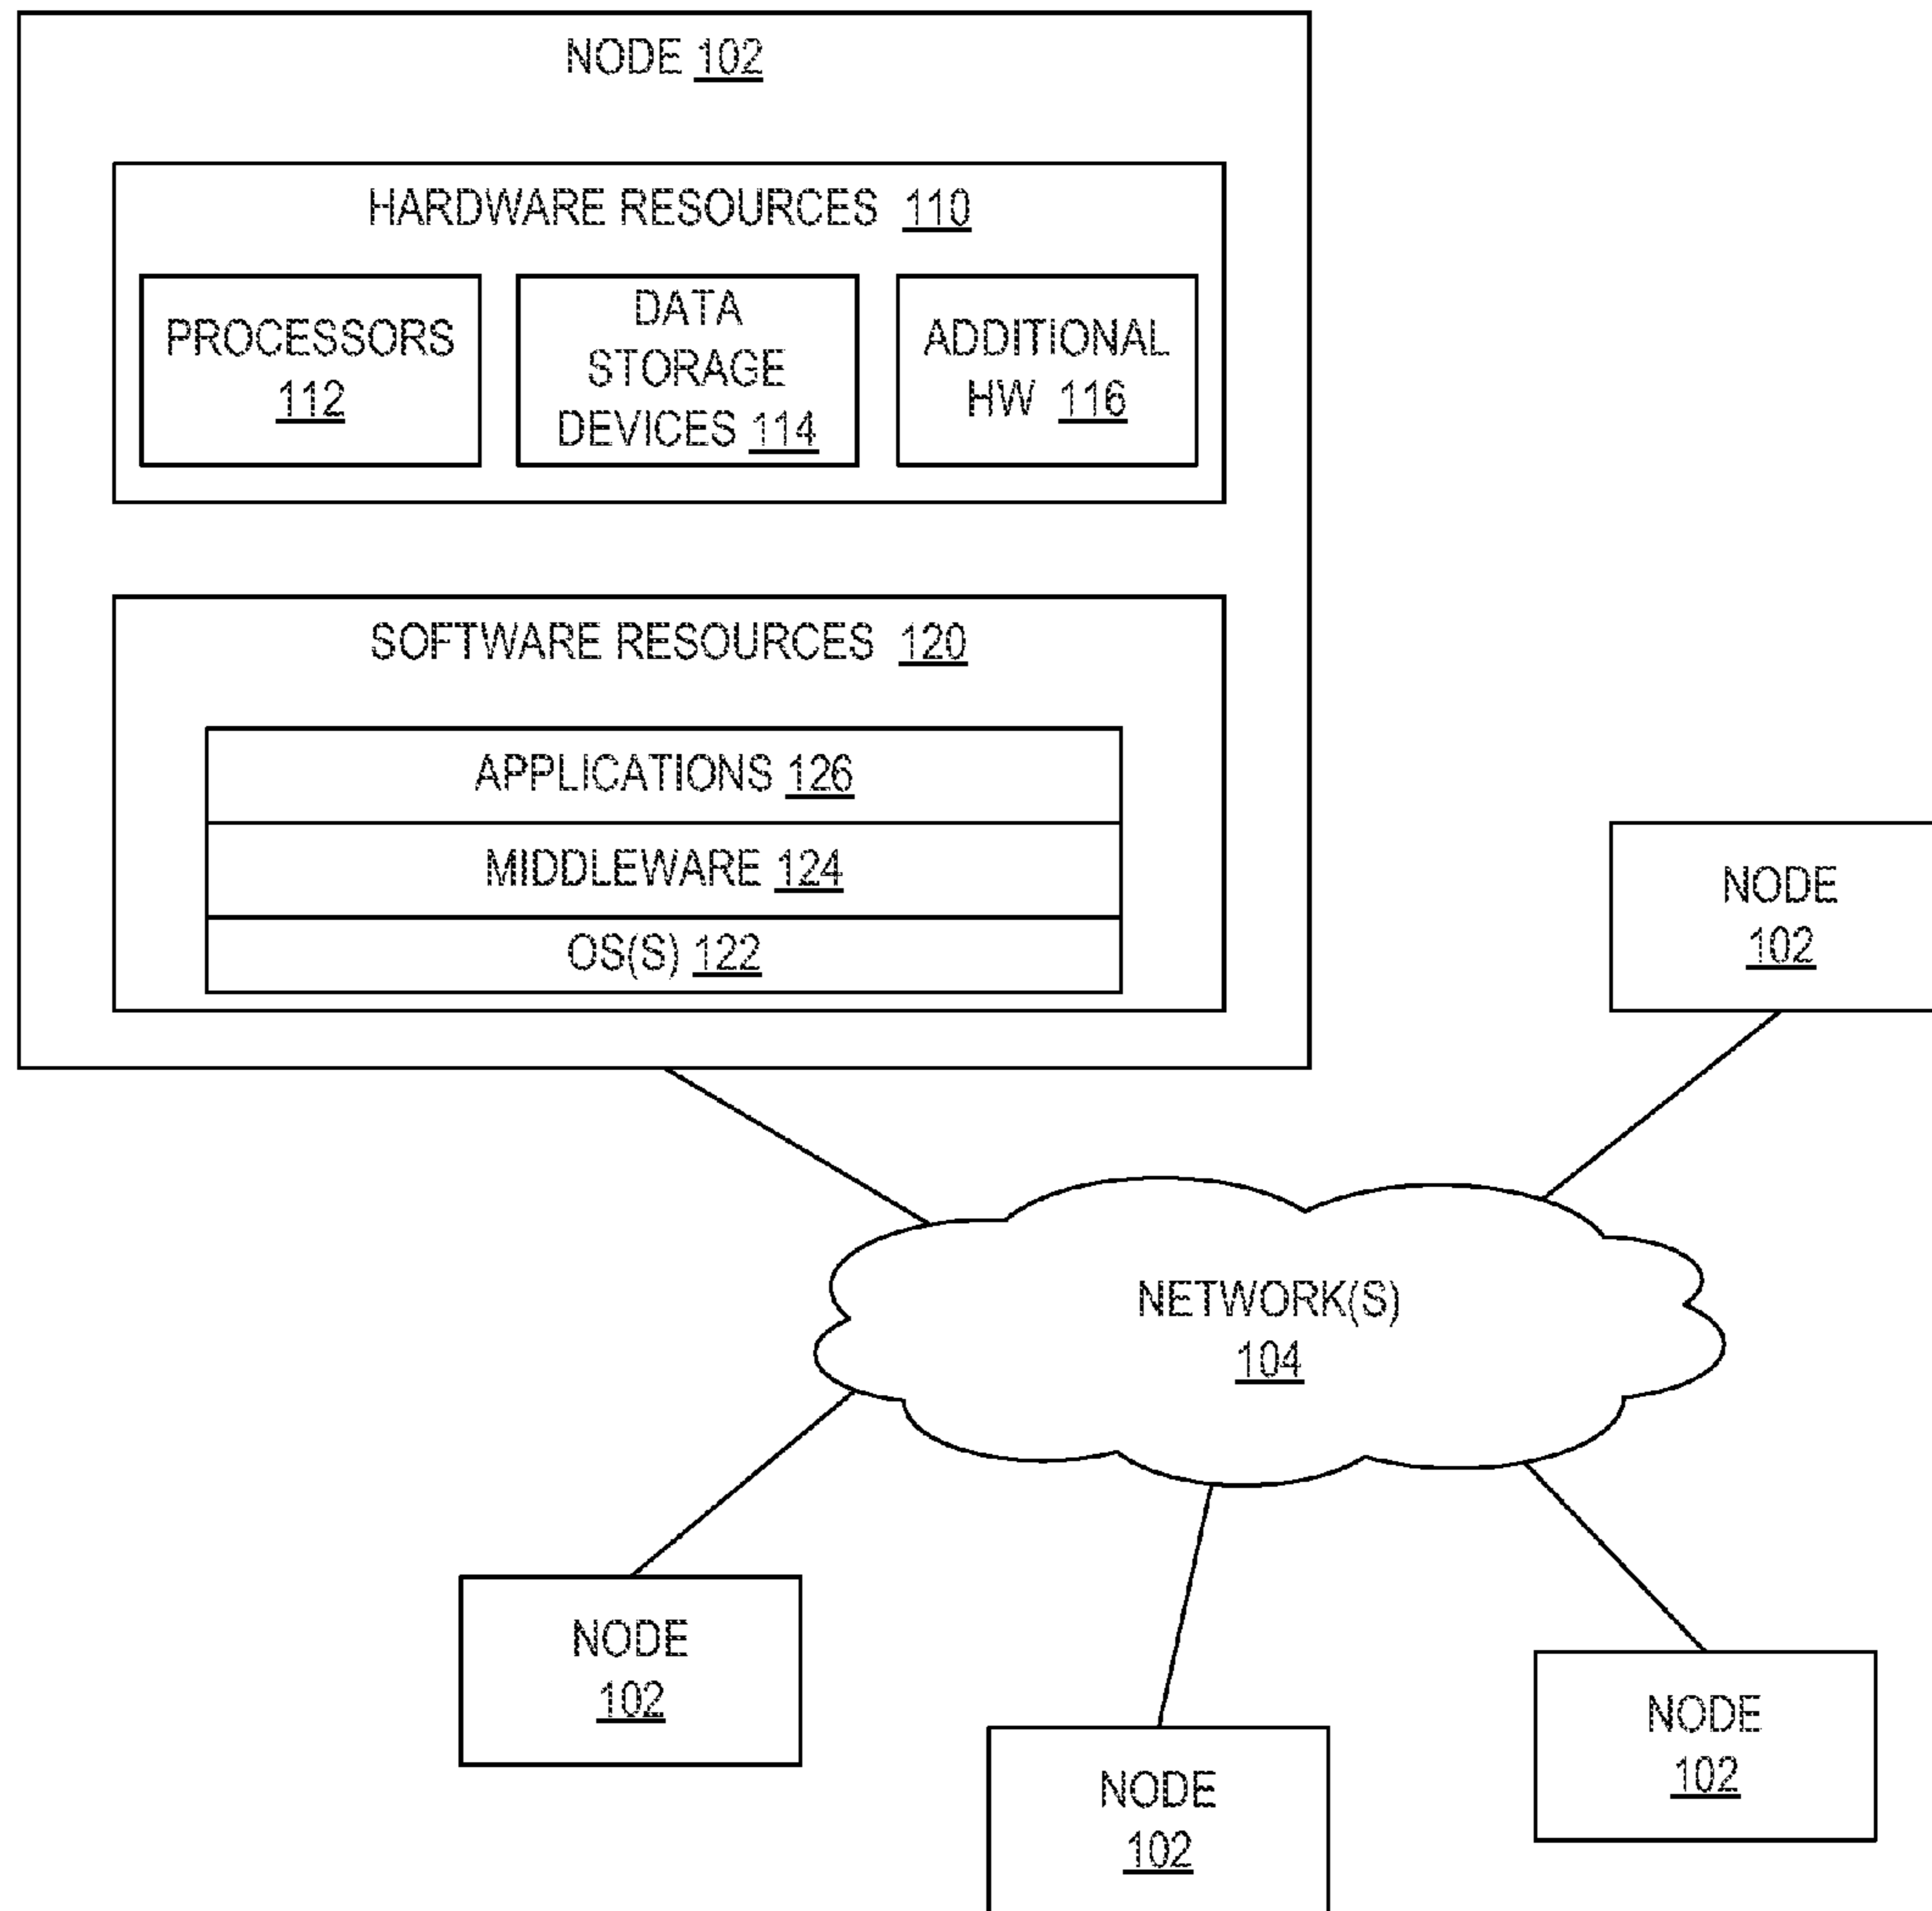 NODE 102
HARDWARE RESOURCES 110
PROCESSORS
112
DATA
STORAGE
DEVICES 114
ADDITIONAL
HW 116
SOFTWARE RESOURCES 120
APPLICATIONS 126
MIDDLEWARE 124
OS(S) 122
NODE
102
NETWORK(S)
104
NODE
102
NODE
102
NODE
102